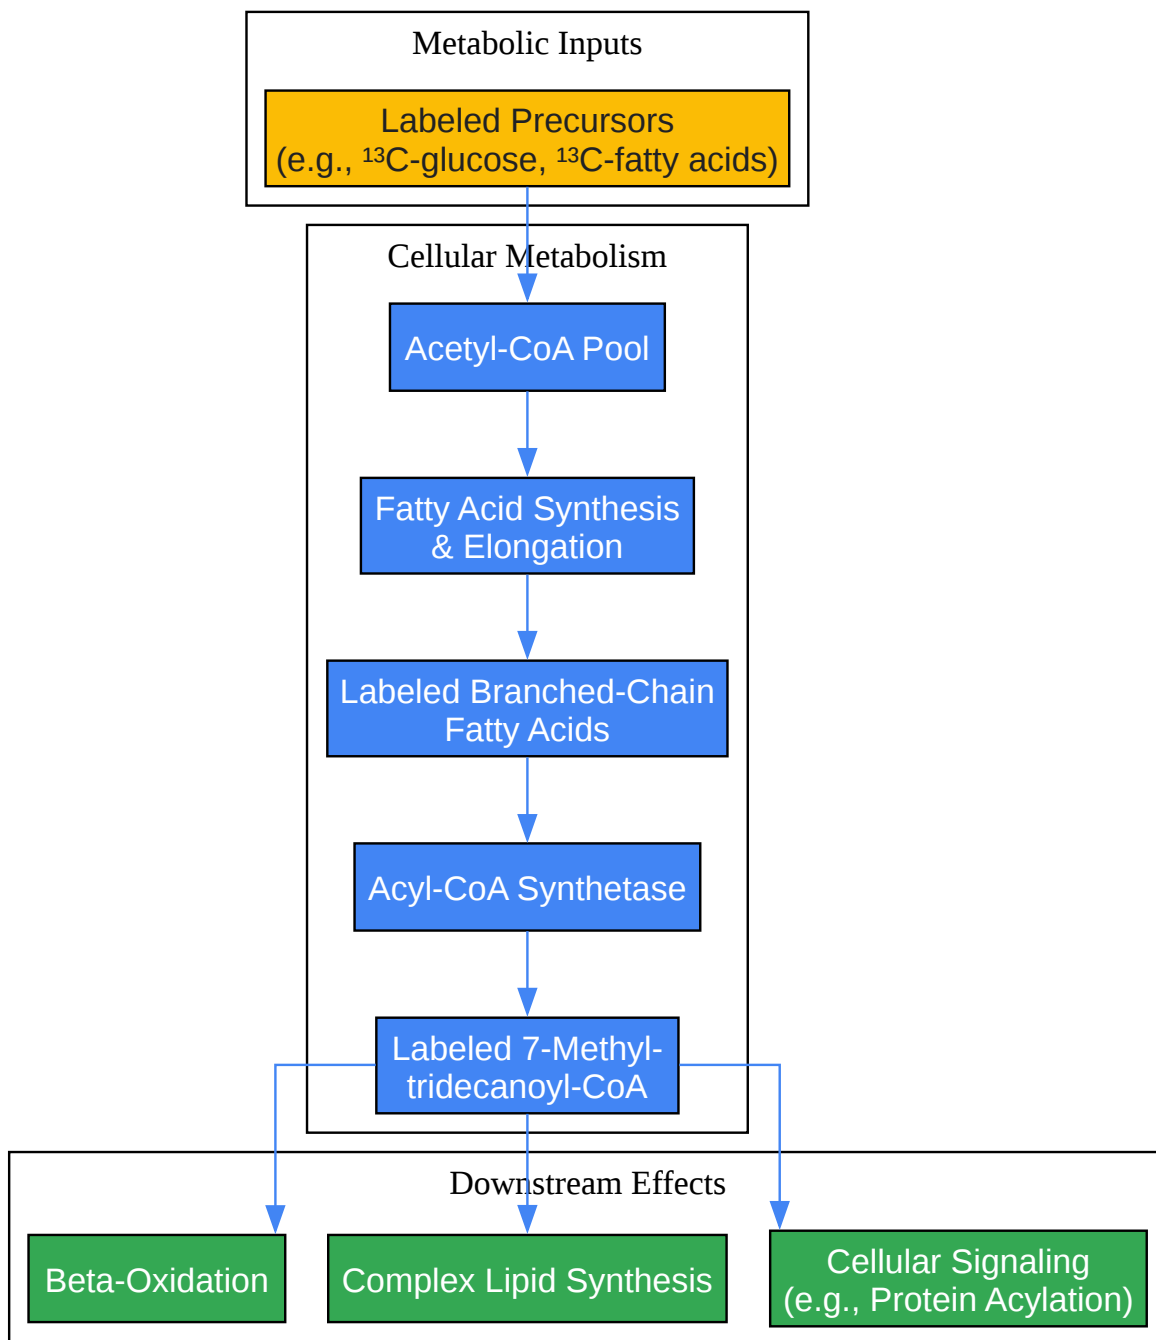 Metabolic Inputs
Labeled Precursors
(e.g., ¹³C-glucose, ¹³C-fatty acids)
Cellular Metabolism
Acetyl-CoA Pool
Fatty Acid Synthesis
& Elongation
Labeled Branched-Chain
Fatty Acids
Acyl-CoA Synthetase
Labeled 7-Methyl-
tridecanoyl-CoA
Downstream Effects
Beta-Oxidation
Complex Lipid Synthesis
Cellular Signaling
(e.g., Protein Acylation)